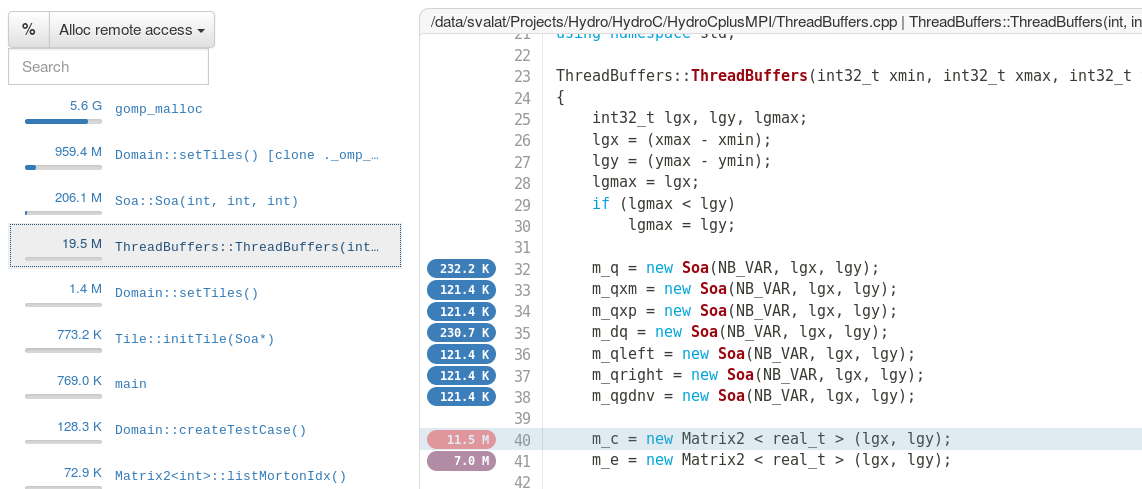 % Alloc remote access
Search
5.6 G gomp_malloc
959.4 M Domain::setTiles() [clone ._omp_…
206.1 M Soa::Soa(int, int, int)
19.5 M ThreadBuffers::ThreadBuffers(int…
1.4 M Domain::setTiles()
773.2 K Tile::initTile(Soa*)
769.0 K main
128.3 K Domain::createTestCase()
72.9 K Matrix2<int>::listMortonIdx()
/data/svalat/Projects/Hydro/HydroC/HydroCplusMPI/ThreadBuffers.cpp | ThreadBuffers::ThreadBuffers(int, in
21 using namespace std;
22
23 ThreadBuffers::ThreadBuffers(int32_t xmin, int32_t xmax, int32_t
24 {
25 int32_t lgx, lgy, lgmax;
26 lgx = (xmax - xmin);
27 lgy = (ymax - ymin);
28 lgmax = lgx;
29 if (lgmax < lgy)
30 lgmax = lgy;
31
232.2 K 32 m_q = new Soa(NB_VAR, lgx, lgy);
121.4 K 33 m_qxm = new Soa(NB_VAR, lgx, lgy);
121.4 K 34 m_qxp = new Soa(NB_VAR, lgx, lgy);
230.7 K 35 m_dq = new Soa(NB_VAR, lgx, lgy);
121.4 K 36 m_qleft = new Soa(NB_VAR, lgx, lgy);
121.4 K 37 m_qright = new Soa(NB_VAR, lgx, lgy);
121.4 K 38 m_qgdnv = new Soa(NB_VAR, lgx, lgy);
39
11.5 M 40 m_c = new Matrix2 < real_t > (lgx, lgy);
7.0 M 41 m_e = new Matrix2 < real_t > (lgx, lgy);
42